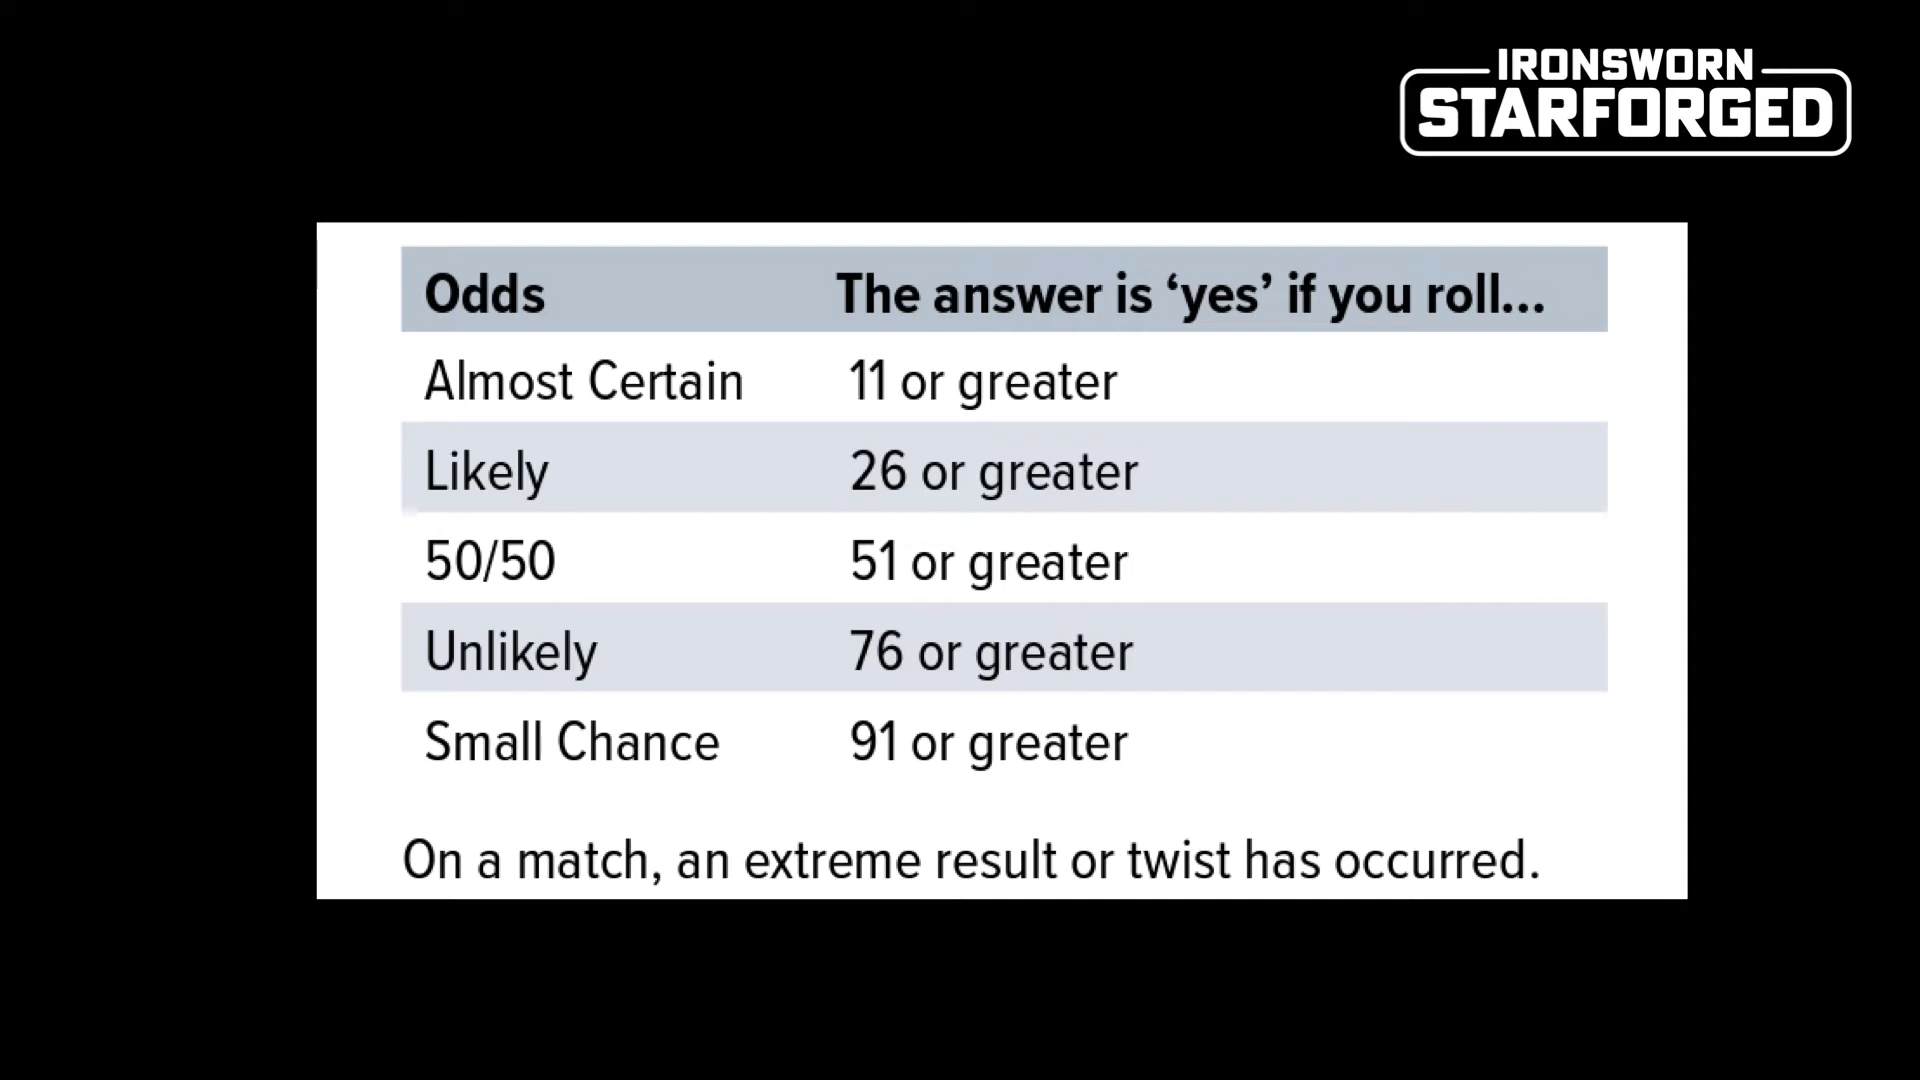 IRONSWORN
STARFORGED
Odds The answer is ‘yes’ if you roll...
Almost Certain 11 or greater
Likely 26 or greater
50/50 51 or greater
Unlikely 76 or greater
Small Chance 91 or greater
On a match, an extreme result or twist has occurred.